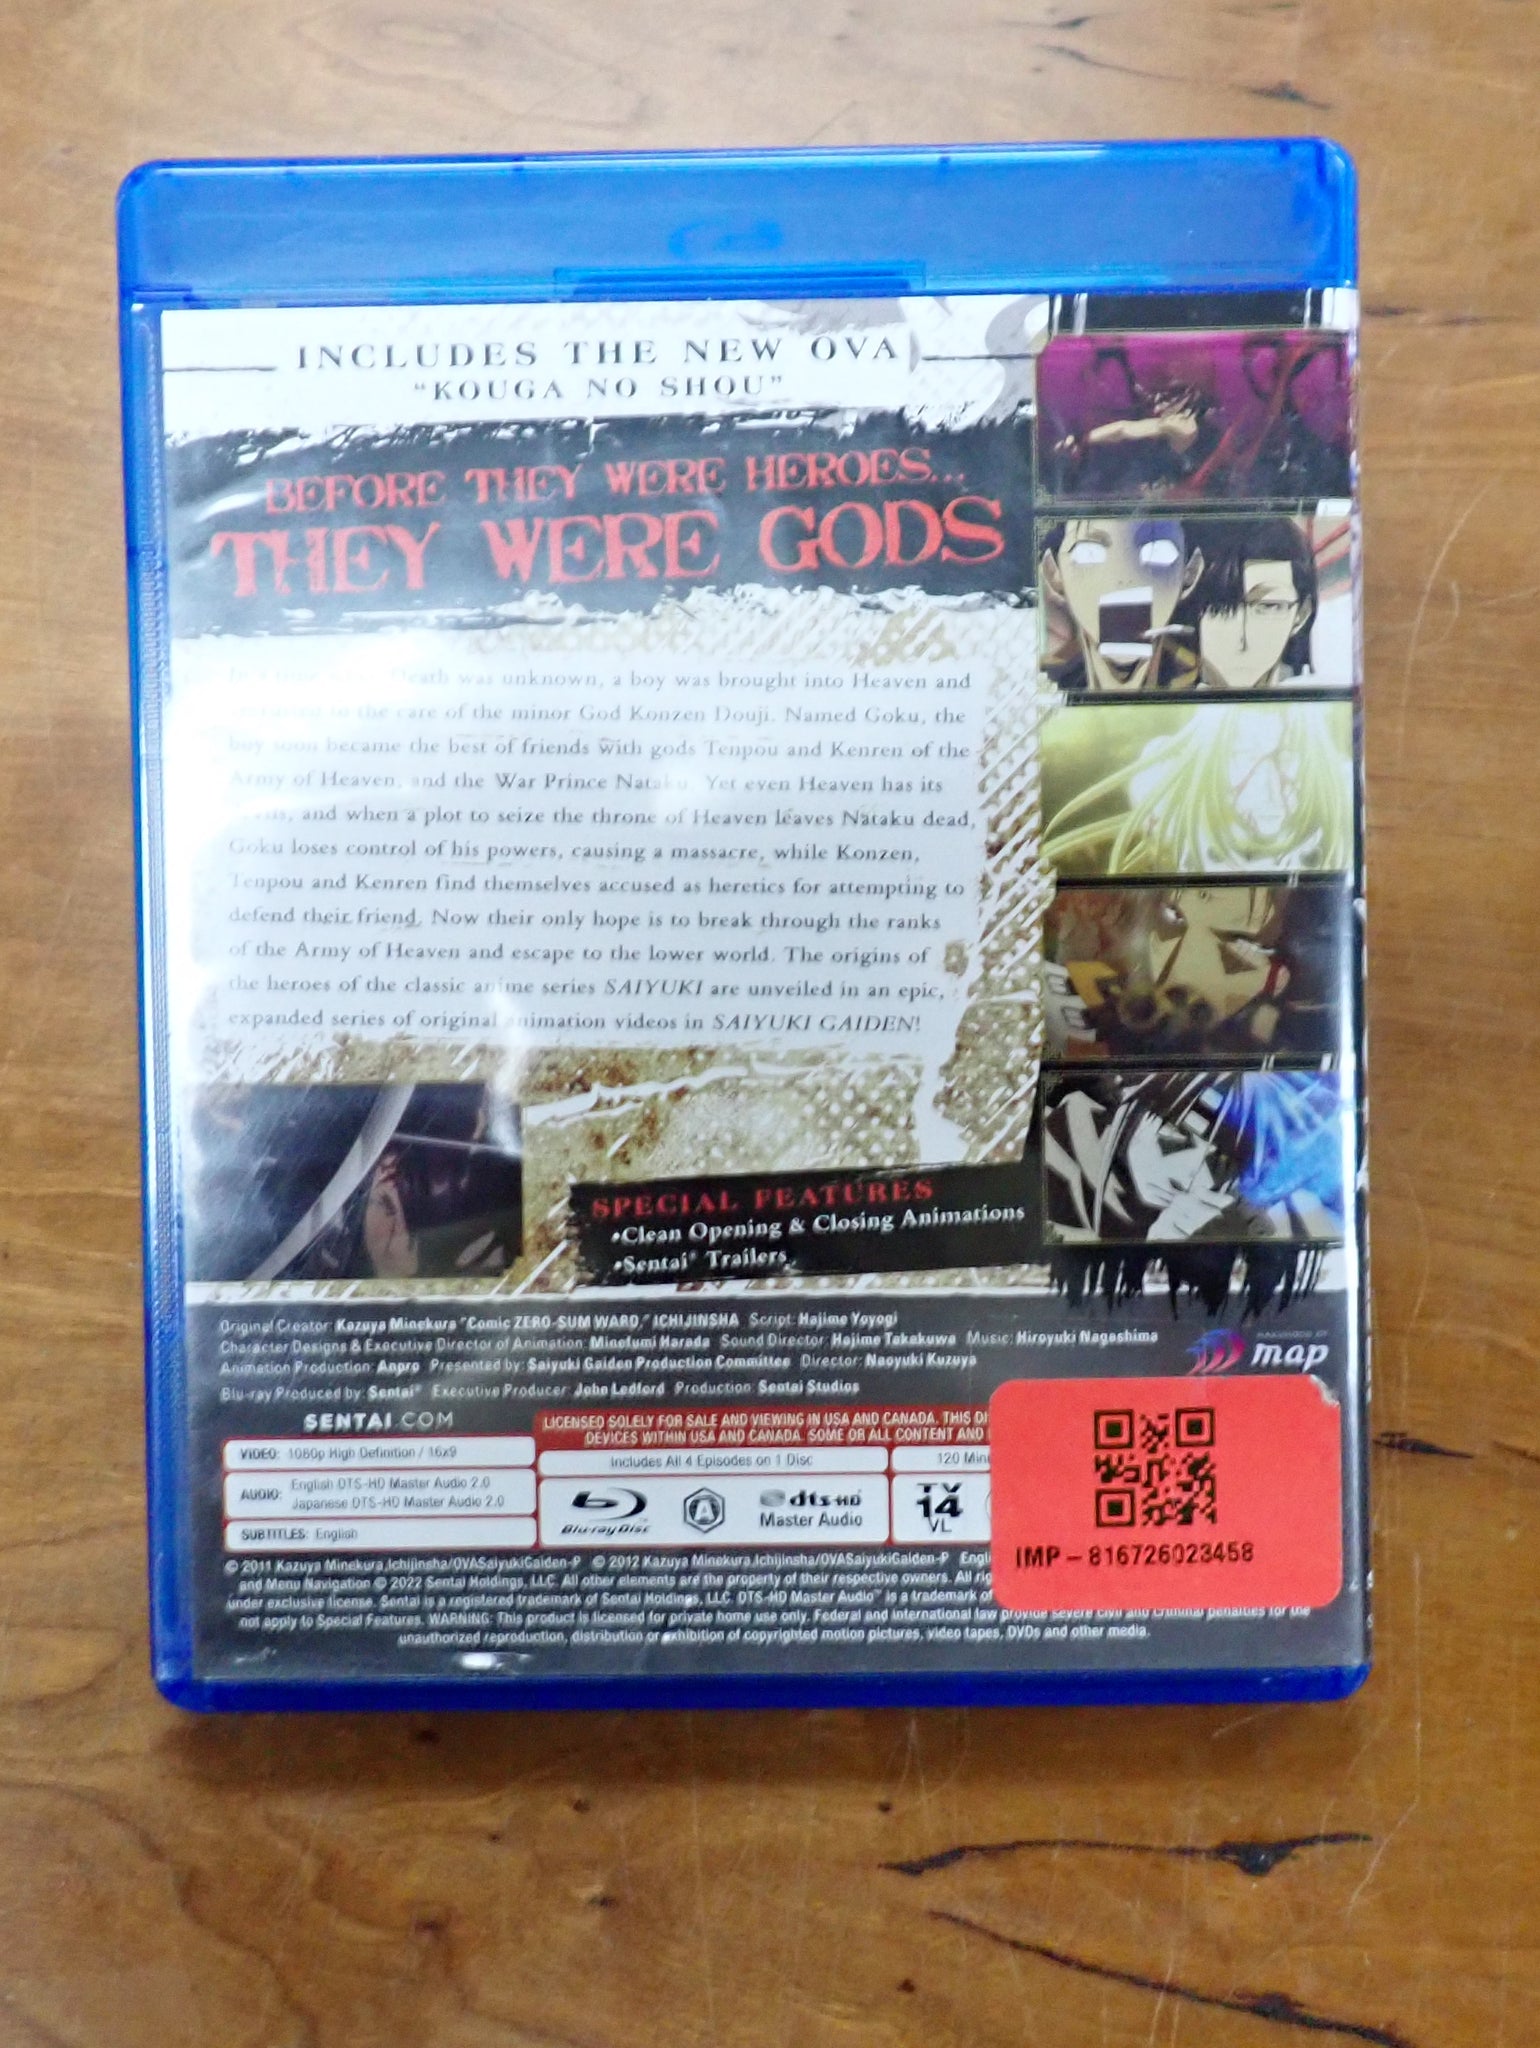 INCLUDES THE NEW OVA
"KOUGA NO SHOU"
BEFORE THEY WERE HEROES...
THEY WERE GODS
Death was unknown, a boy was brought into Heaven and
to the care of the minor God Konzen Douji. Named Goku, the
boy soon became the best of friends with gods Tenpou and Kenren of the
Army of Heaven, and the War Prince Nataku. Yet even Heaven has its
and when a plot to seize the throne of Heaven leaves Nataku dead,
Goku loses control of his powers, causing a massacre, while Konzen,
Tenpou and Kenren find themselves accused as heretics for attempting to
defend their friend. Now their only hope is to break through the ranks
of the Army of Heaven and escape to the lower world. The origins of
the heroes of the classic anime series SAIYUKI are unveiled in an epic,
expanded series of original animation videos in SAIYUKI GAIDEN!
SPECIAL FEATURES
•Clean Opening & Closing Animations
•Sentai® Trailers
Original Creator: Kazuya Minekura "Comic ZERO-SUM WARD," ICHIJINSHA Script: Hajime Yoyogi
Character Designs & Executive Director of Animation: Minefumi Harada Sound Director: Hajime Takakuwa Music: Hiroyuki Nagashima
Animation Production: Anpro Presented by: Saiyuki Gaiden Production Committee Director: Naoyuki Kuzuya
Blu-ray Produced by: Sentai® Executive Producer: John Ledford Production: Sentai Studios
map
SENTAI.COM
LICENSED SOLELY FOR SALE AND VIEWING IN USA AND CANADA. THIS DI
DEVICES WITHIN USA AND CANADA. SOME OR ALL CONTENT AND
VIDEO: 1080p High Definition / 16x9
Includes All 4 Episodes on 1 Disc
120 Minu
AUDIO: English DTS-HD Master Audio 2.0
Japanese DTS-HD Master Audio 2.0
SUBTITLES: English
Blu-ray Disc
A
dts-HD
Master Audio
TV
14
VL
IMP - 816726023458
© 2011 Kazuya Minekura,Ichijinsha/OVASaiyukiGaiden-P © 2012 Kazuya Minekura,Ichijinsha/OVASaiyukiGaiden-P Engli
and Menu Navigation © 2022 Sentai Holdings, LLC. All other elements are the property of their respective owners. All rig
under exclusive license. Sentai is a registered trademark of Sentai Holdings, LLC. DTS-HD Master Audio™ is a trademark of
not apply to Special Features. WARNING: This product is licensed for private home use only. Federal and international law provide severe civil and criminal penalties for the
unauthorized reproduction, distribution or exhibition of copyrighted motion pictures, video tapes, DVDs and other media.